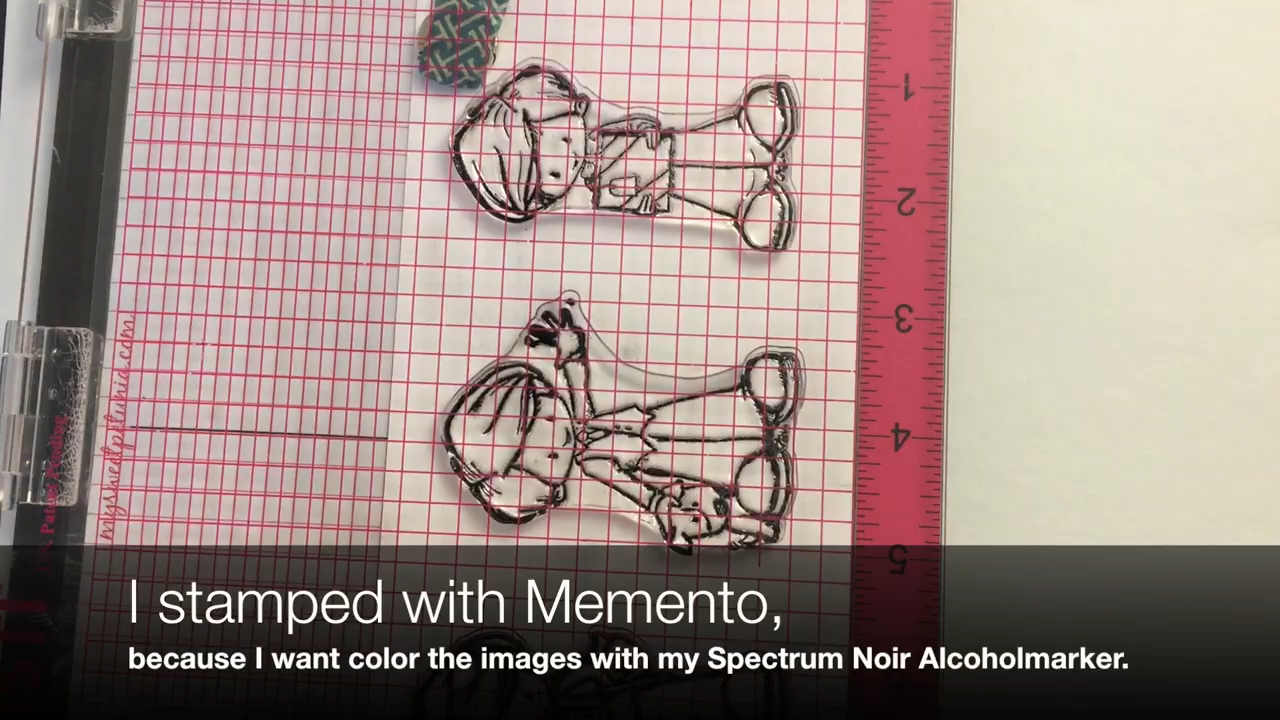 1
2
3
4
5
mysweetpetunia.com
I stamped with Memento,
because I want color the images with my Spectrum Noir Alcoholmarker.